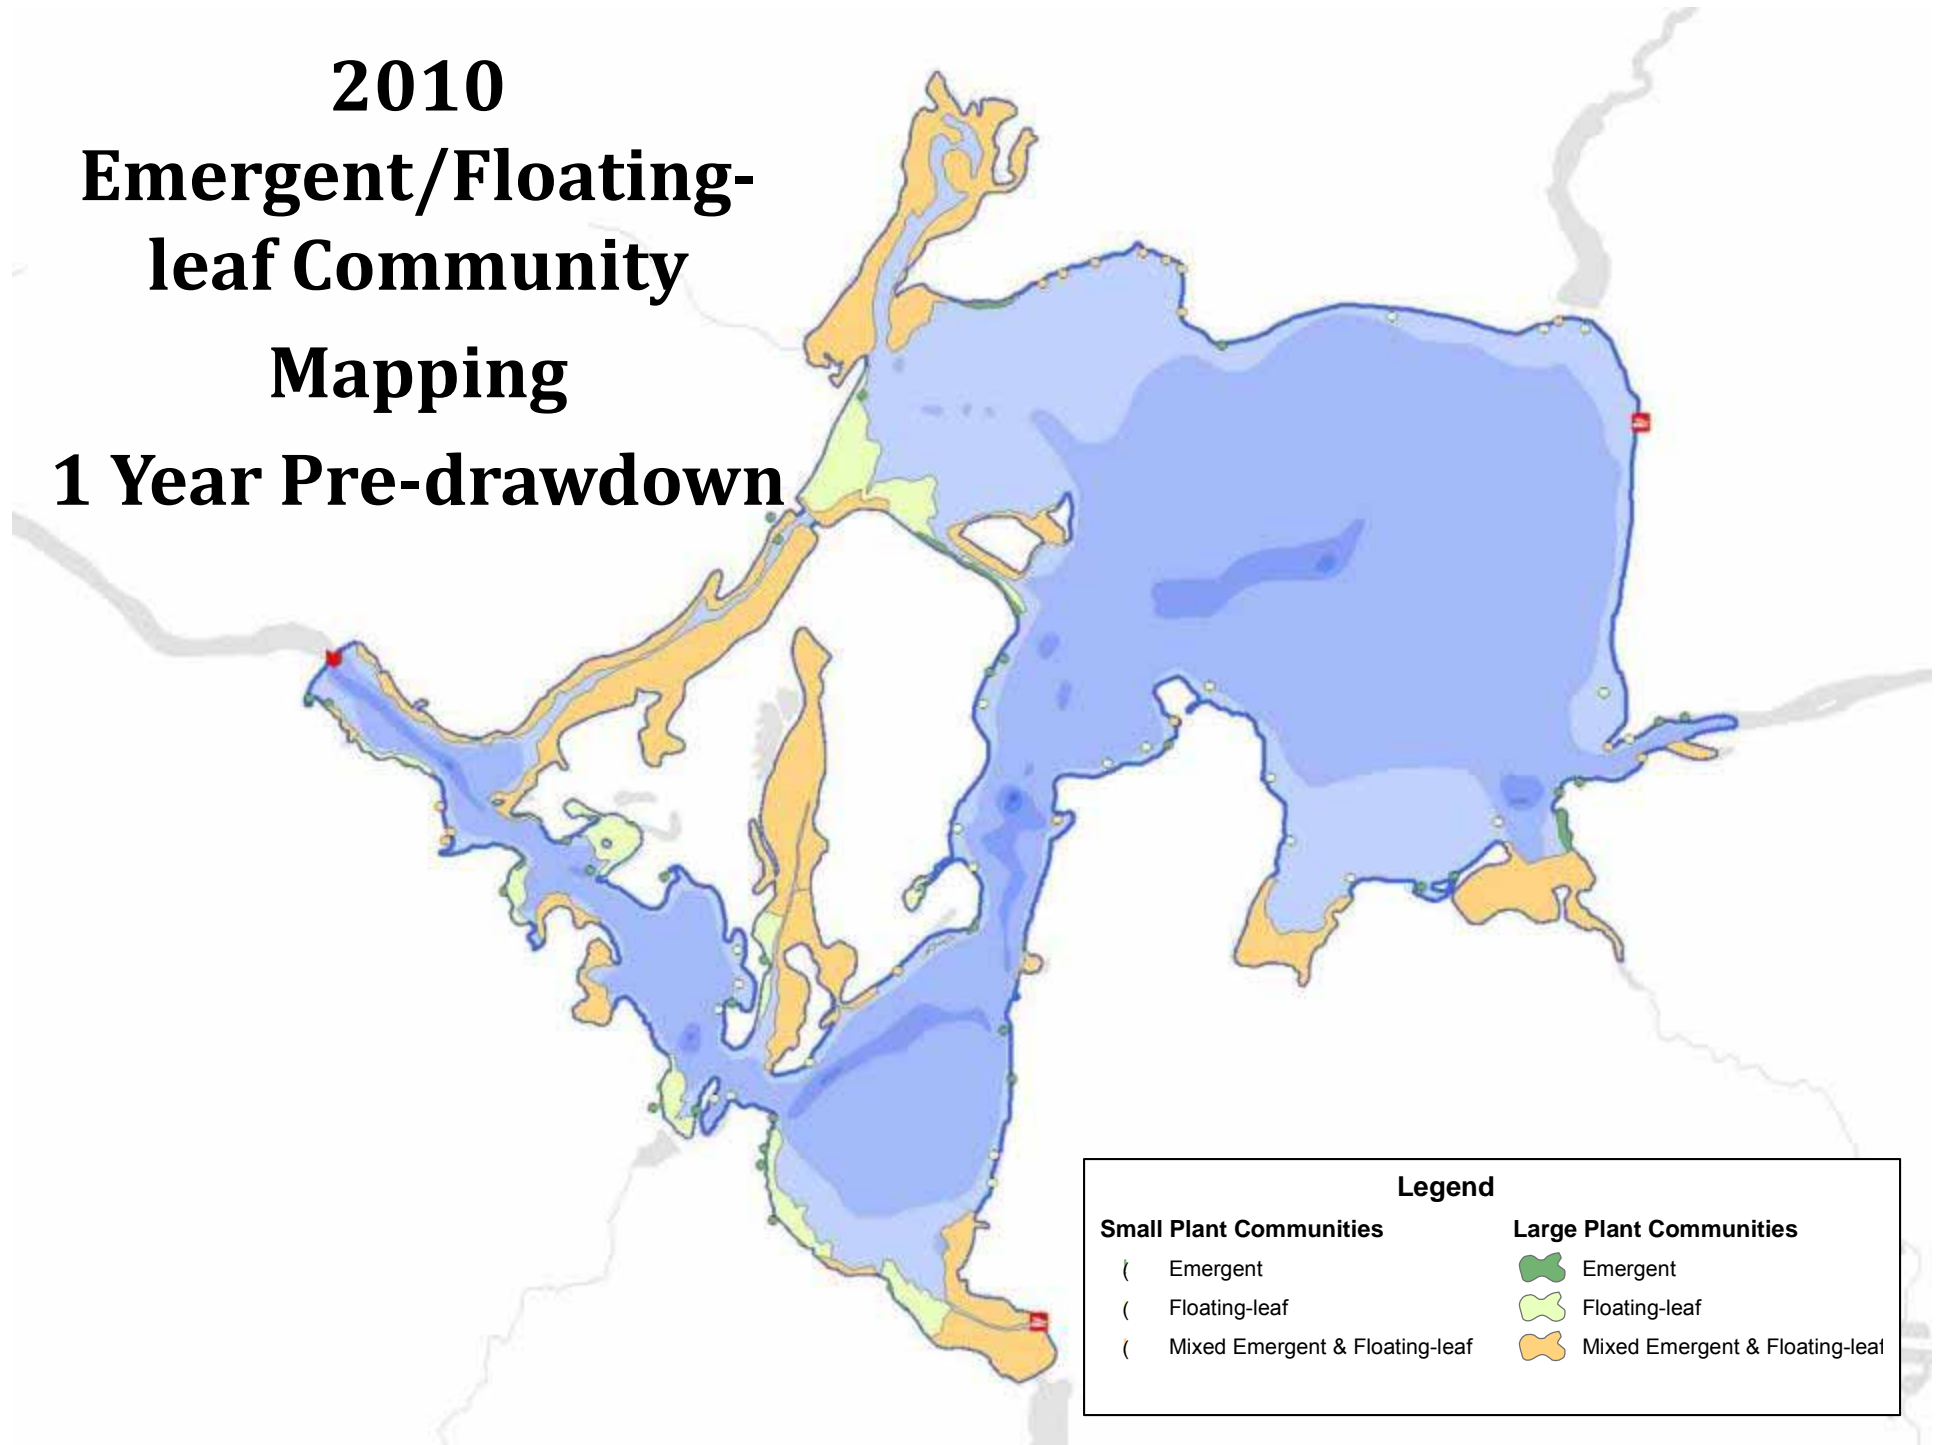 2010
Emergent/Floating-
leaf Community
Mapping
1 Year Pre-drawdown
Legend
Small Plant Communities
( Emergent
( Floating-leaf
( Mixed Emergent & Floating-leaf
Large Plant Communities
Emergent
Floating-leaf
Mixed Emergent & Floating-leaf